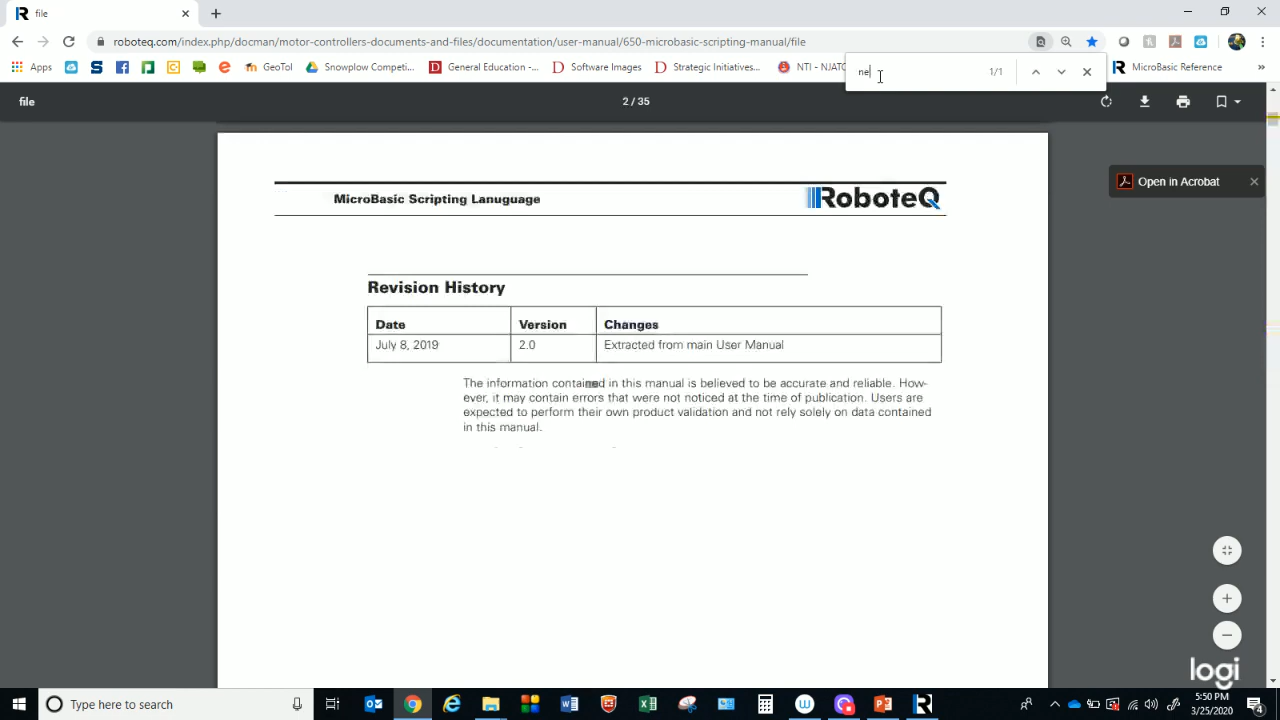 file
roboteq.com/index.php/docman/motor-controllers-documents-and-files/documentation/user-manual/650-microbasic-scripting-manual/file
Apps
GeoTol
Snowplow Competi...
General Education -...
Software Images
Strategic Initiatives...
NTI - NJATC
MicroBasic Reference
»
ne
1/1
file
2 / 35
Open in Acrobat
MicroBasic Scripting Lanuguage
RoboteQ
Revision History
Date Version Changes
July 8, 2019 2.0 Extracted from main User Manual
The information contained in this manual is believed to be accurate and reliable. How-
ever, it may contain errors that were not noticed at the time of publication. Users are
expected to perform their own product validation and not rely solely on data contained
in this manual.
logi
Type here to search
5:50 PM
3/25/2020